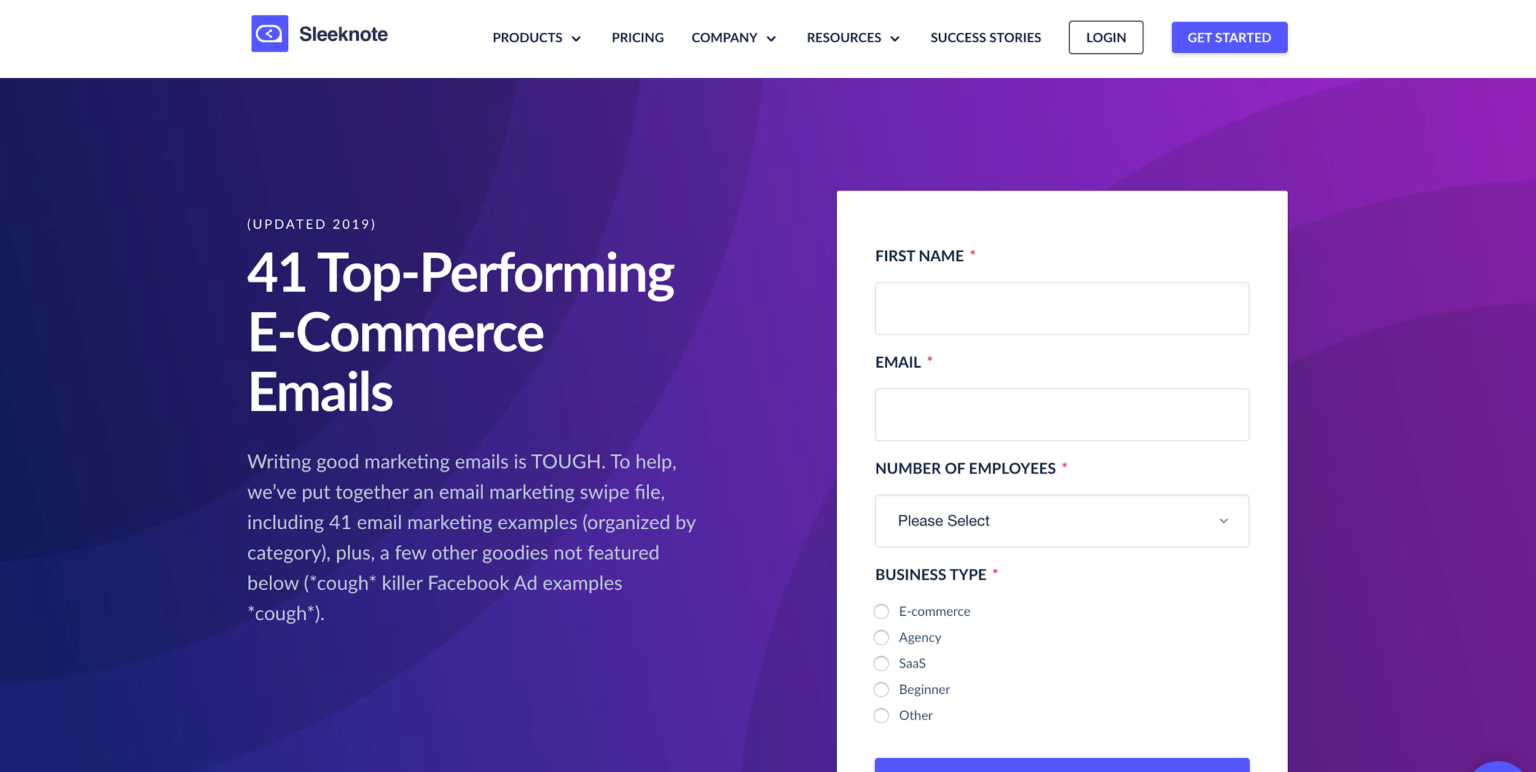 Sleeknote
PRODUCTS
PRICING
COMPANY
RESOURCES
SUCCESS STORIES
LOGIN
GET STARTED
(UPDATED 2019)
41 Top-Performing
E-Commerce
Emails
Writing good marketing emails is TOUGH. To help,
we’ve put together an email marketing swipe file,
including 41 email marketing examples (organized by
category), plus, a few other goodies not featured
below (*cough* killer Facebook Ad examples
*cough*).
FIRST NAME *
EMAIL *
NUMBER OF EMPLOYEES *
Please Select
BUSINESS TYPE *
E-commerce
Agency
SaaS
Beginner
Other